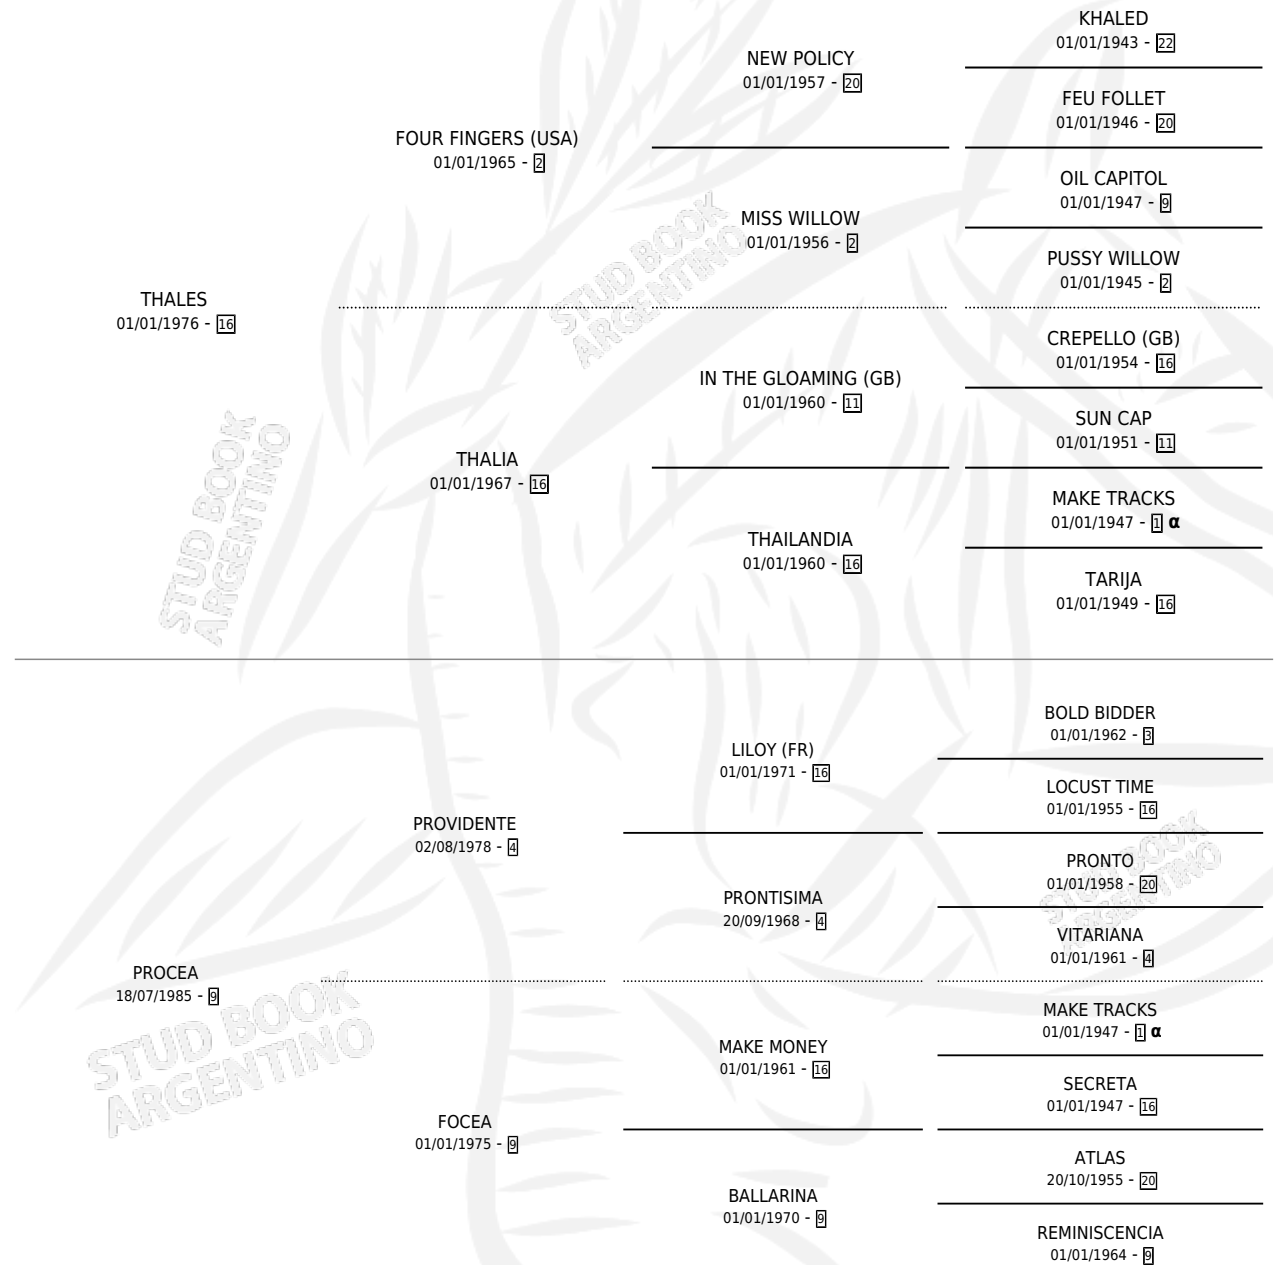 KHALED
01/01/1943 - 22
NEW POLICY
01/01/1957 - 20
FEU FOLLET
01/01/1946 - 20
FOUR FINGERS (USA)
01/01/1965 - 2
OIL CAPITOL
01/01/1947 - 9
MISS WILLOW
01/01/1956 - 2
PUSSY WILLOW
01/01/1945 - 2
THALES
01/01/1976 - 16
CREPELLO (GB)
01/01/1954 - 16
IN THE GLOAMING (GB)
01/01/1960 - 11
SUN CAP
01/01/1951 - 11
THALIA
01/01/1967 - 16
MAKE TRACKS
01/01/1947 - 1 α
THAILANDIA
01/01/1960 - 16
TARIJA
01/01/1949 - 16
STUD BOOK
ARGENTINO
STUD BOOK
ARGENTINO
BOLD BIDDER
01/01/1962 - 3
LILOY (FR)
01/01/1971 - 16
LOCUST TIME
01/01/1955 - 16
PROVIDENTE
02/08/1978 - 4
PRONTO
01/01/1958 - 20
PRONTISIMA
20/09/1968 - 4
VITARIANA
01/01/1961 - 4
PROCEA
18/07/1985 - 9
MAKE TRACKS
01/01/1947 - 1 α
MAKE MONEY
01/01/1961 - 16
SECRETA
01/01/1947 - 16
FOCEA
01/01/1975 - 9
ATLAS
20/10/1955 - 20
BALLARINA
01/01/1970 - 9
REMINISCENCIA
01/01/1964 - 9
STUD BOOK
ARGENTINO
STUD BOOK
ARGENTINO